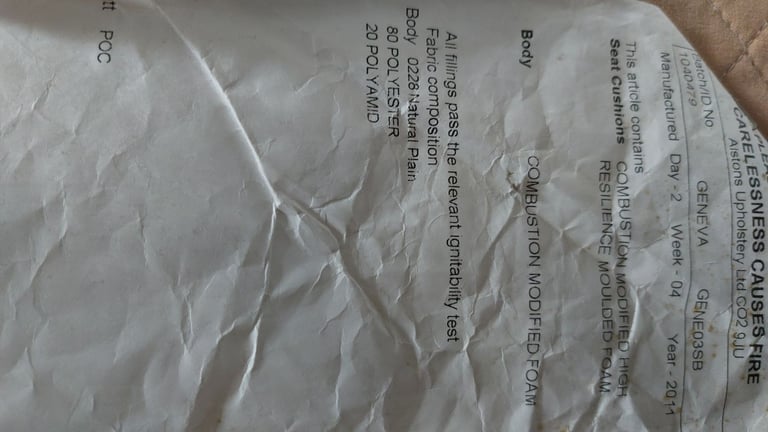 CARELESSNESS CAUSES FIRE
Alstons Upholstery Ltd CO2 9JU
Batch/ID No GENEVA GENE03SB
1040479
Manufactured Day - 2 Week - 04 Year - 2011
This article contains
Seat Cushions COMBUSTION MODIFIED HIGH
RESILIENCE MOULDED FOAM
Body COMBUSTION MODIFIED FOAM
All fillings pass the relevant ignitability test
Fabric composition
Body 0228 Natural Plain
80 POLYESTER
20 POLYAMID
POC